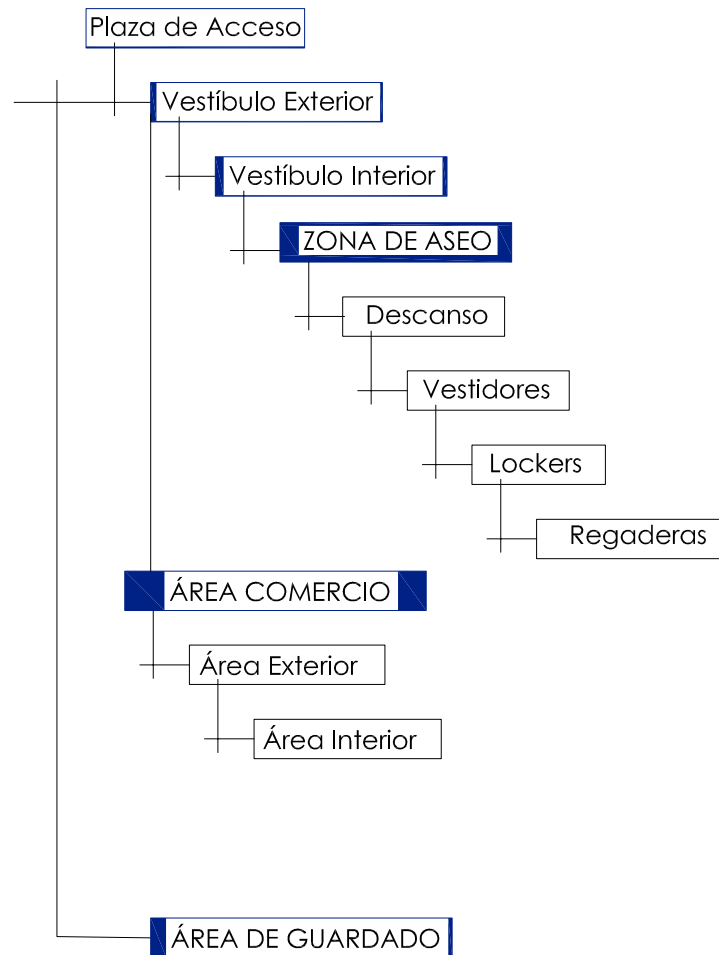 Plaza de Acceso
Vestíbulo Exterior
Vestíbulo Interior
ZONA DE ASEO
Descanso
Vestidores
Lockers
Regaderas
ÁREA COMERCIO
Área Exterior
Área Interior
ÁREA DE GUARDADO